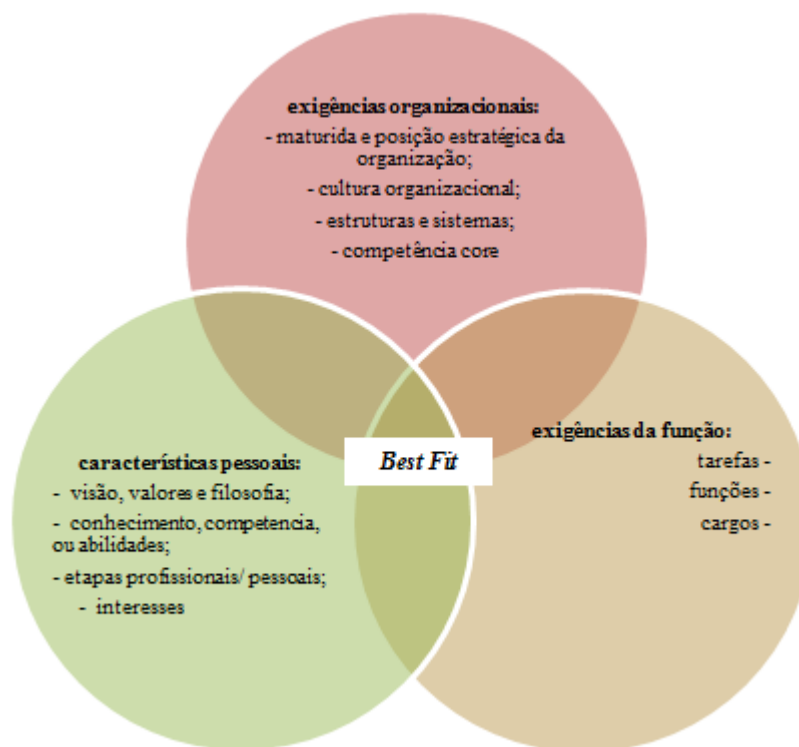 exigências organizacionais:
- maturida e posição estratégica da
organização;
- cultura organizacional;
- estruturas e sistemas;
- competência core
Best Fit
características pessoais:
- visão, valores e filosofia;
- conhecimento, competencia,
ou abilidades;
- etapas profissionais/ pessoais;
- interesses
exigências da função:
tarefas -
funções -
cargos -